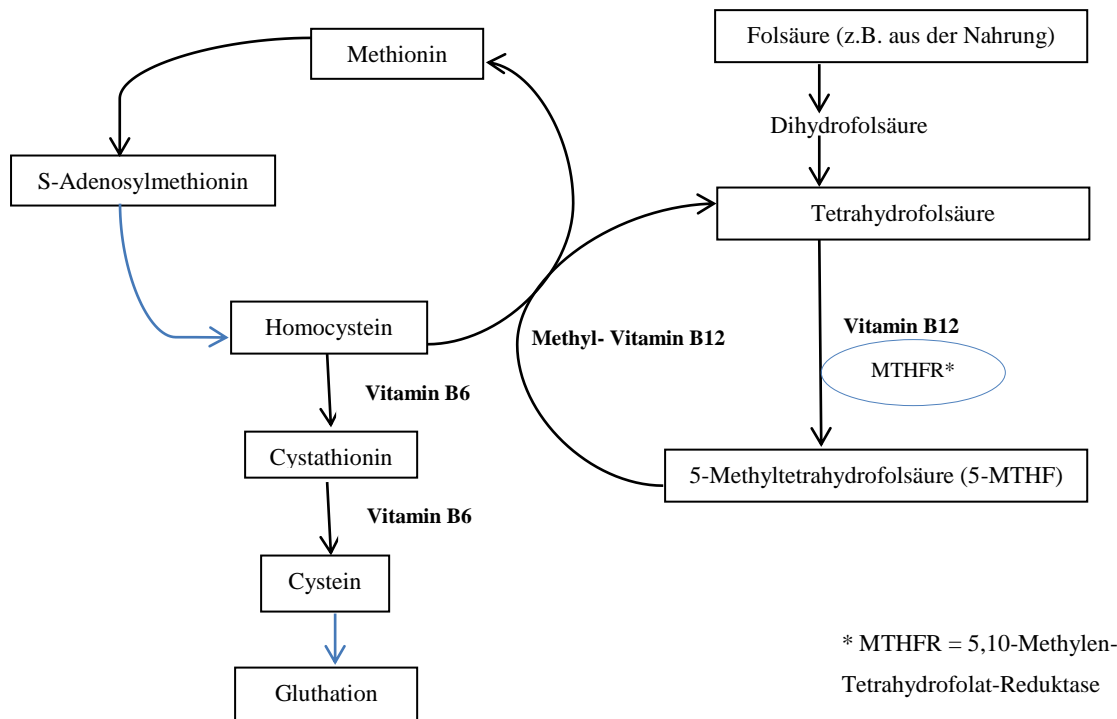 Methionin
Folsäure (z.B. aus der Nahrung)
Dihydrofolsäure
S-Adenosylmethionin
Tetrahydrofolsäure
Homocystein
Methyl- Vitamin B12
Vitamin B12
MTHFR*
Vitamin B6
Cystathionin
5-Methyltetrahydrofolsäure (5-MTHF)
Vitamin B6
Cystein
Gluthation
* MTHFR = 5,10-Methylen-
Tetrahydrofolat-Reduktase